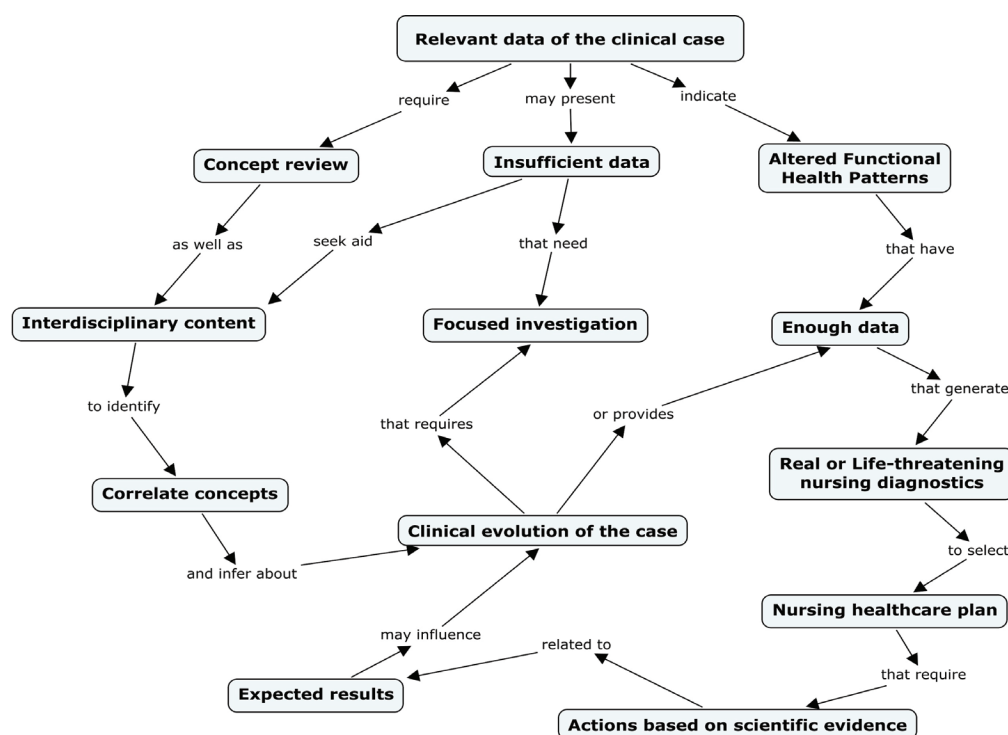 Relevant data of the clinical case
require
may present
indicate
Concept review
Insufficient data
Altered Functional
Health Patterns
as well as
seek aid
that need
that have
Interdisciplinary content
Focused investigation
Enough data
to identify
that requires
or provides
that generate
Correlate concepts
Real or Life-threatening
nursing diagnostics
Clinical evolution of the case
to select
and infer about
Nursing healthcare plan
may influence
related to
that require
Expected results
Actions based on scientific evidence